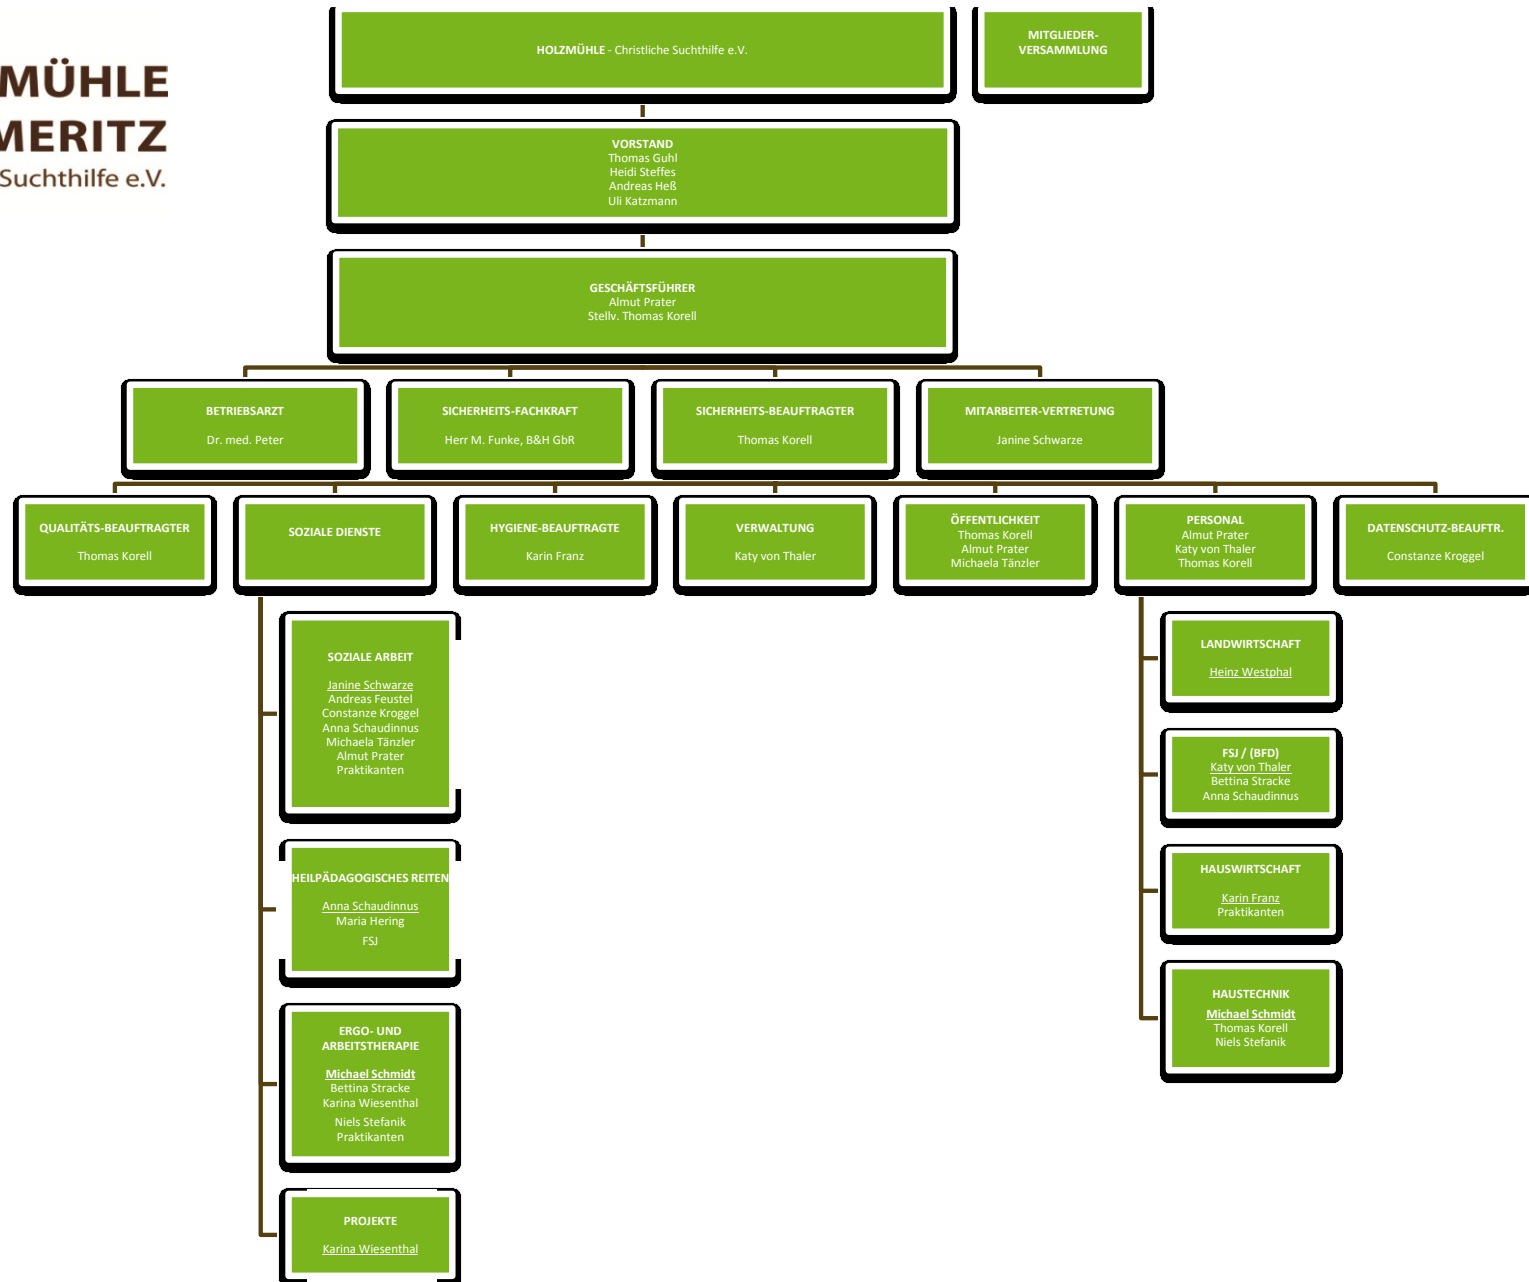 MÜHLE
MERITZ
Suchthilfe e.V.
HOLZMÜHLE - Christliche Suchthilfe e.V.
MITGLIEDER-
VERSAMMLUNG
VORSTAND
Thomas Guhl
Heidi Steffes
Andreas Heß
Uli Katzmann
GESCHÄFTSFÜHRER
Almut Prater
Stellv. Thomas Korell
BETRIEBSARZT
Dr. med. Peter
SICHERHEITS-FACHKRAFT
Herr M. Funke, B&H GbR
SICHERHEITS-BEAUFTRAGTER
Thomas Korell
MITARBEITER-VERTRETUNG
Janine Schwarze
QUALITÄTS-BEAUFTRAGTER
Thomas Korell
SOZIALE DIENSTE
HYGIENE-BEAUFTRAGTE
Karin Franz
VERWALTUNG
Katy von Thaler
ÖFFENTLICHKEIT
Thomas Korell
Almut Prater
Michaela Tänzler
PERSONAL
Almut Prater
Katy von Thaler
Thomas Korell
DATENSCHUTZ-BEAUFTR.
Constanze Kroggel
SOZIALE ARBEIT
Janine Schwarze
Andreas Feustel
Constanze Kroggel
Anna Schaudinnus
Michaela Tänzler
Almut Prater
Praktikanten
HEILPÄDAGOGISCHES REITEN
Anna Schaudinnus
Maria Hering
FSJ
ERGO- UND
ARBEITSTHERAPIE
Michael Schmidt
Bettina Stracke
Karina Wiesenthal
Niels Stefanik
Praktikanten
PROJEKTE
Karina Wiesenthal
LANDWIRTSCHAFT
Heinz Westphal
FSJ / (BFD)
Katy von Thaler
Bettina Stracke
Anna Schaudinnus
HAUSWIRTSCHAFT
Karin Franz
Praktikanten
HAUSTECHNIK
Michael Schmidt
Thomas Korell
Niels Stefanik